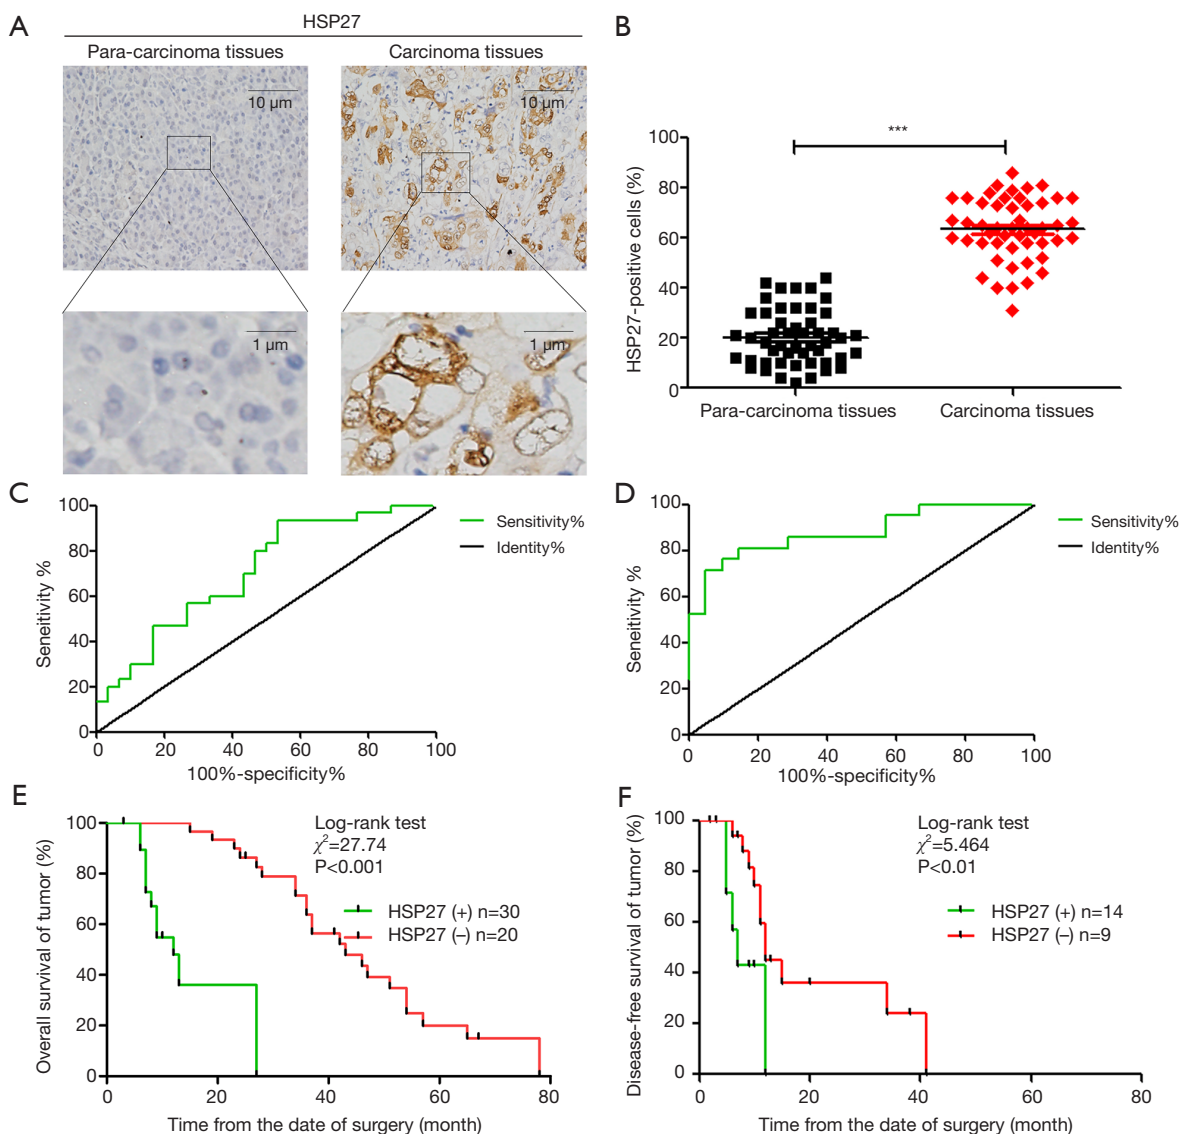 A
HSP27
Para-carcinoma tissues
Carcinoma tissues
10 μm
10 μm
1 μm
1 μm
B
HSP27-positive cells (%)
100
80
60
40
20
0
***
Para-carcinoma tissues
Carcinoma tissues
C
Seneitivity %
100
80
60
40
20
0
0
20
40
60
80
100
100%-specificity%
Sensitivity%
Identity%
D
Seneitivity %
100
80
60
40
20
0
0
20
40
60
80
100
100%-specificity%
Sensitivity%
Identity%
E
Overall survival of tumor (%)
100
80
60
40
20
0
0
20
40
60
80
Time from the date of surgery (month)
Log-rank test
χ²=27.74
P<0.001
HSP27 (+) n=30
HSP27 (–) n=20
F
Disease-free survival of tumor (%)
100
80
60
40
20
0
0
20
40
60
80
Time from the date of surgery (month)
Log-rank test
χ²=5.464
P<0.01
HSP27 (+) n=14
HSP27 (–) n=9